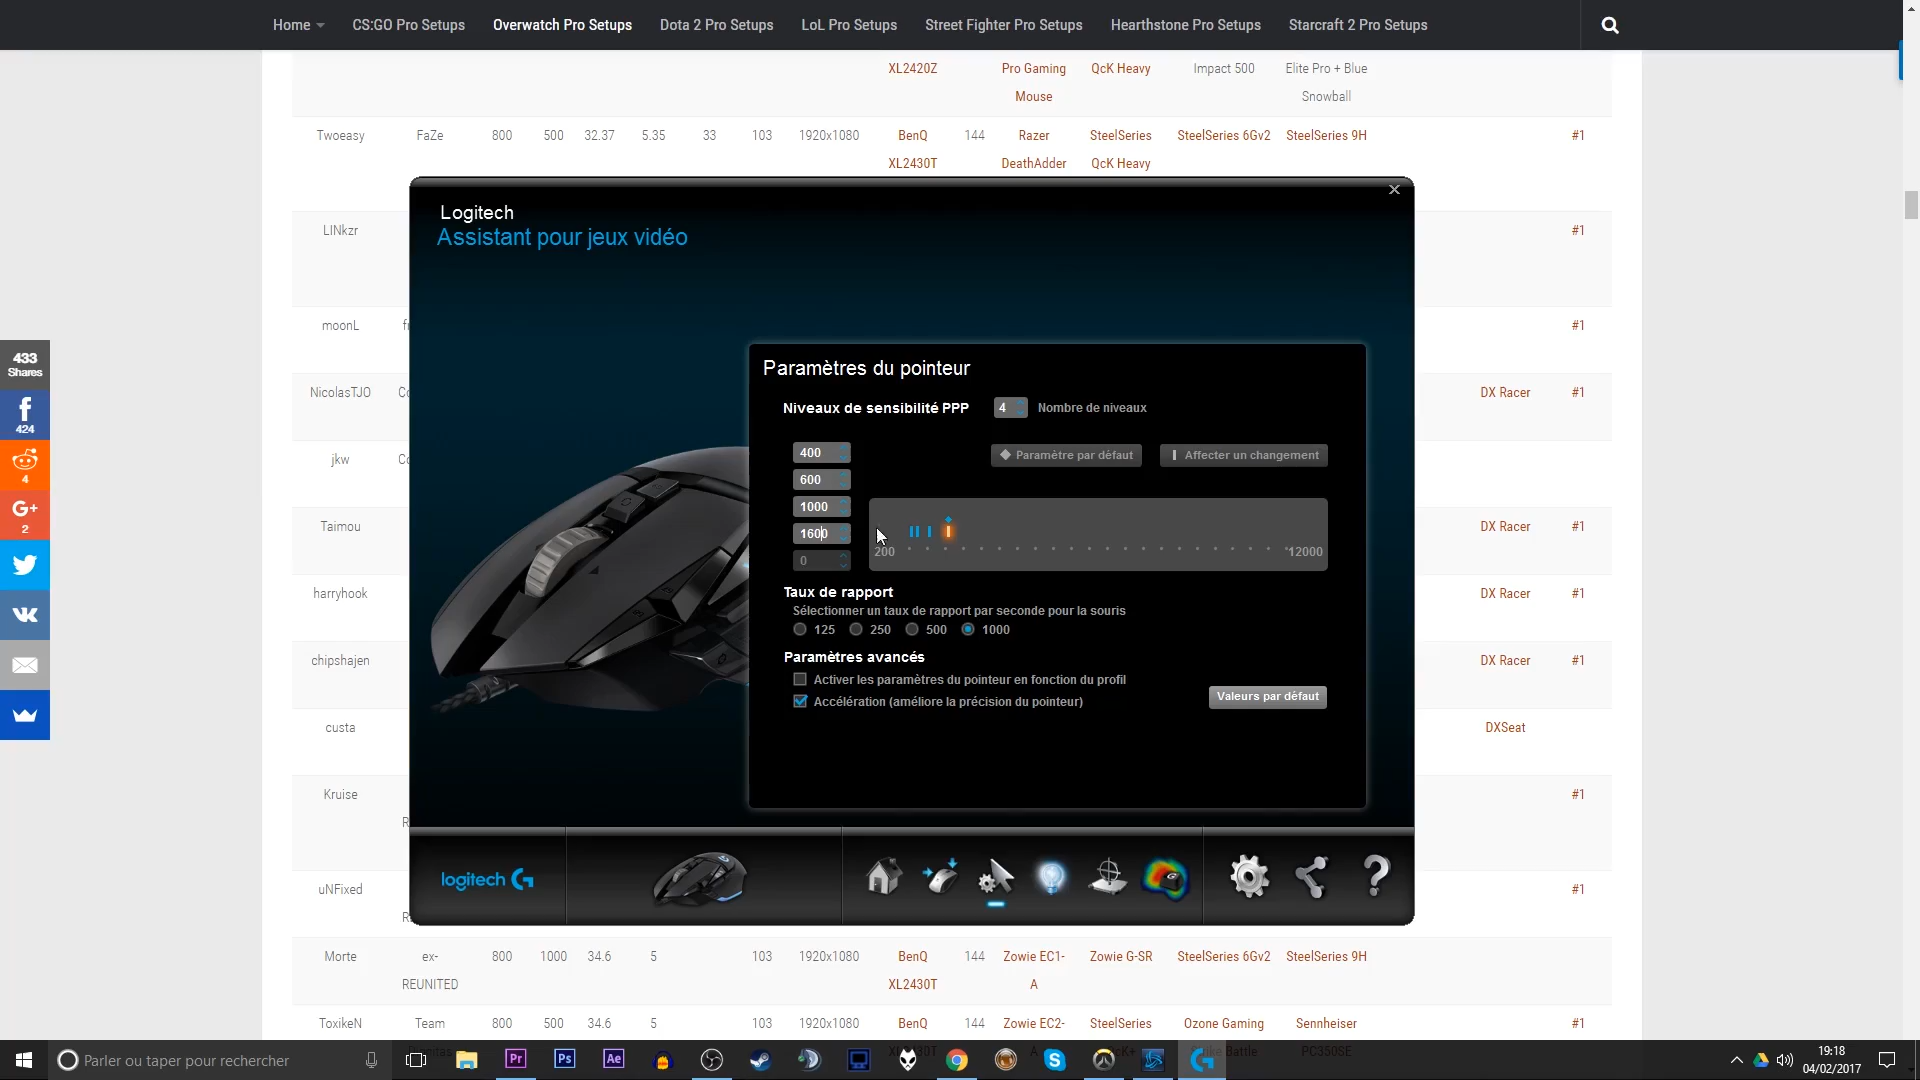 Home CS:GO Pro Setups Overwatch Pro Setups Dota 2 Pro Setups LoL Pro Setups Street Fighter Pro Setups Hearthstone Pro Setups Starcraft 2 Pro Setups
XL2420Z Pro Gaming QcK Heavy Impact 500 Elite Pro + Blue
Mouse Snowball
Twoeasy FaZe 800 500 32.37 5.35 33 103 1920x1080 BenQ 144 Razer SteelSeries SteelSeries 6Gv2 SteelSeries 9H #1
XL2430T DeathAdder QcK Heavy
Logitech
Assistant pour jeux vidéo
LINkzr #1
moonL #1
433
Shares
424
4
G+
2
Paramètres du pointeur
NicolasTJO DX Racer #1
Niveaux de sensibilité PPP 4 Nombre de niveaux
400
Paramètre par défaut Affecter un changement
jkw
600
1000
Taimou DX Racer #1
1600
200 12000
0
harryhook DX Racer #1
Taux de rapport
Sélectionner un taux de rapport par seconde pour la souris
125 250 500 1000
Paramètres avancés
chipshajen DX Racer #1
Activer les paramètres du pointeur en fonction du profil
Accélération (améliore la précision du pointeur)
Valeurs par défaut
custa DXSeat
Kruise #1
R
logitech G
uNFixed #1
R
Morte ex- 800 1000 34.6 5 103 1920x1080 BenQ 144 Zowie EC1- Zowie G-SR SteelSeries 6Gv2 SteelSeries 9H
REUNITED XL2430T A
ToxikeN Team 800 500 34.6 5 103 1920x1080 BenQ 144 Zowie EC2- SteelSeries Ozone Gaming Sennheiser #1
PC350SE
Parler ou taper pour rechercher
Pr Ps Ae
19:18
04/02/2017